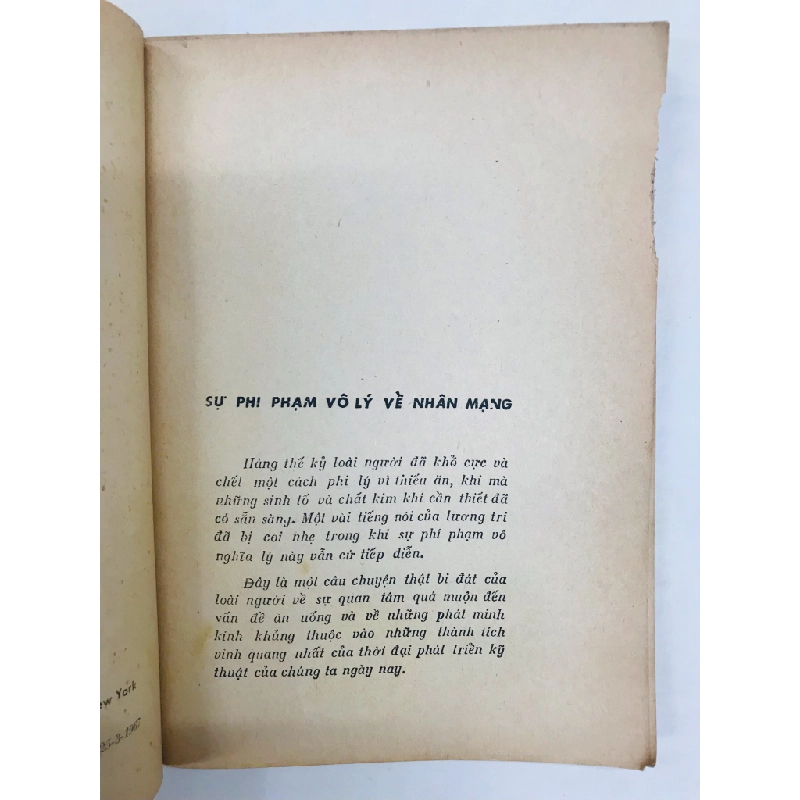 New York
25-3-1967
SỰ PHI PHẠM VÔ LÝ VỀ NHÂN MẠNG
Hàng thế kỷ loài người đã khổ cực và
chết một cách phi lý vì thiếu ăn, khi mà
những sinh tố và chất kim khí cần thiết đã
có sẵn sàng. Một vài tiếng nói của lương tri
đã bị coi nhẹ trong khi sự phí phạm vô
nghĩa lý này vẫn cứ tiếp diễn.
Đây là một câu chuyện thật bi đát của
loài người về sự quan tâm quá muộn đến
vấn đề ăn uống và về những phát minh
kinh khủng thuộc vào những thành tích
vinh quang nhất của thời đại phát triển kỹ
thuật của chúng ta ngày nay.